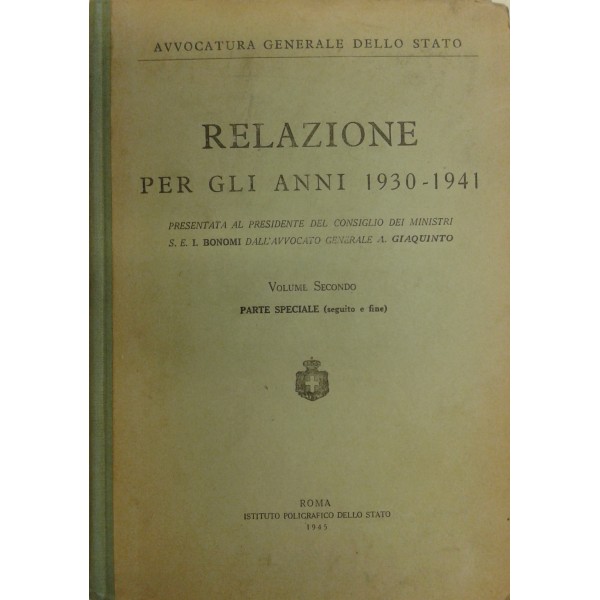 AVVOCATURA GENERALE DELLO STATO
RELAZIONE
PER GLI ANNI 1930-1941
PRESENTATA AL PRESIDENTE DEL CONSIGLIO DEI MINISTRI
S. E. I. BONOMI DALL'AVVOCATO GENERALE A. GIAQUINTO
VOLUME SECONDO
PARTE SPECIALE (seguito e fine)
ROMA
ISTITUTO POLIGRAFICO DELLO STATO
1945